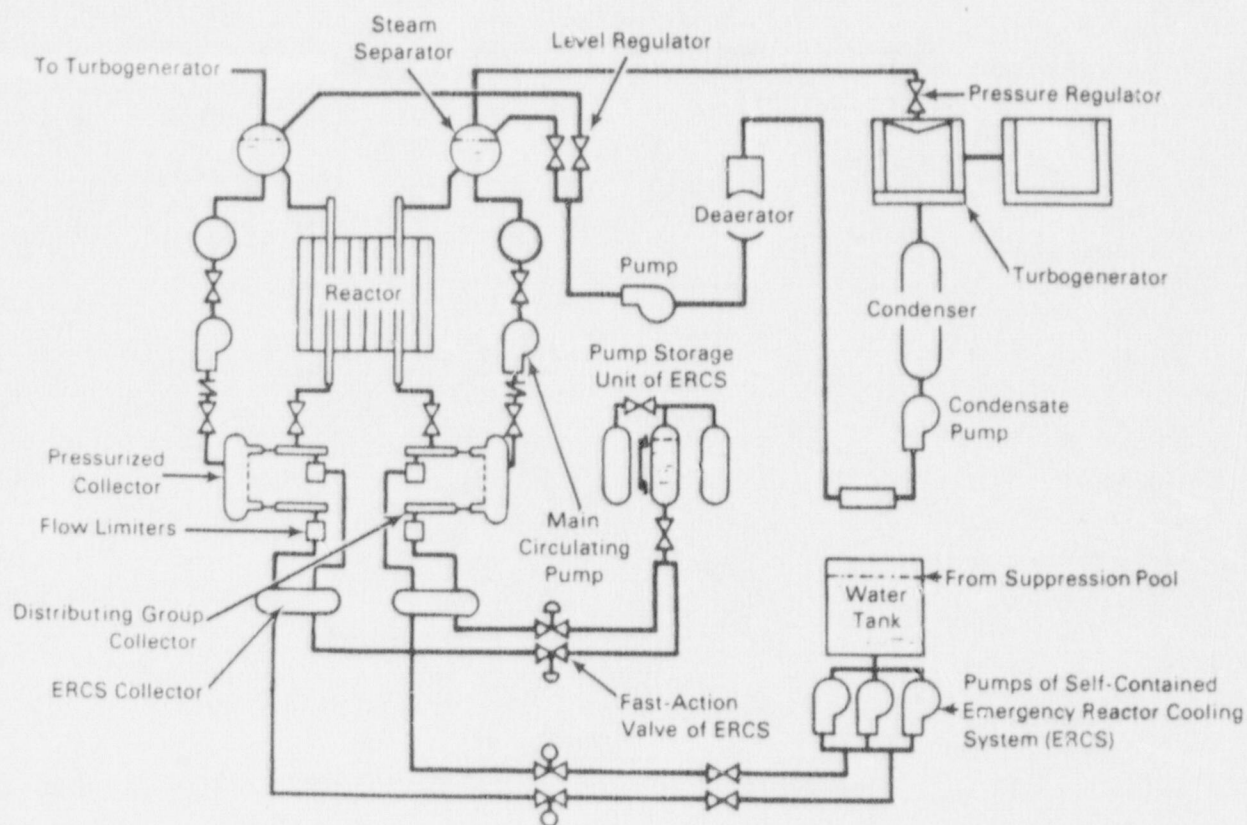 Steam
Separator
Level Regulator
To Turbogenerator
Pressure Regulator
Deaerator
Pump
Turbogenerator
Reactor
Condenser
Pump Storage
Unit of ERCS
Condensate
Pump
Pressurized
Collector
Flow Limiters
Main
Circulating
Pump
From Suppression Pool
Water
Tank
Distributing Group
Collector
ERCS Collector
Fast-Action
Valve of ERCS
Pumps of Self-Contained
Emergency Reactor Cooling
System (ERCS)